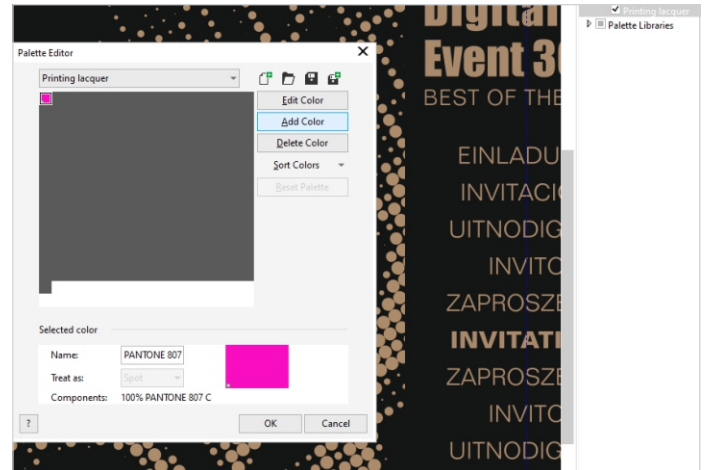 Palette Editor
Printing lacquer
Edit Color
Add Color
Delete Color
Sort Colors
Reset Palette
Selected color
Name:
PANTONE 807
Treat as:
Spot
Components:
100% PANTONE 807 C
?
OK
Cancel
Digital
Event 3
BEST OF THE
EINLADU
INVITACI
UITNODIG
INVITO
ZAPROSZE
INVITATI
ZAPROSZE
INVITO
UITNODIG
Printing lacquer
Palette Libraries